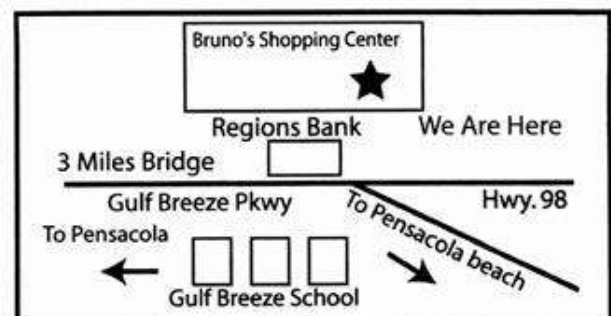 Bruno's Shopping Center
Regions Bank
We Are Here
3 Miles Bridge
Gulf Breeze Pkwy
Hwy. 98
To Pensacola
To Pensacola beach
Gulf Breeze School